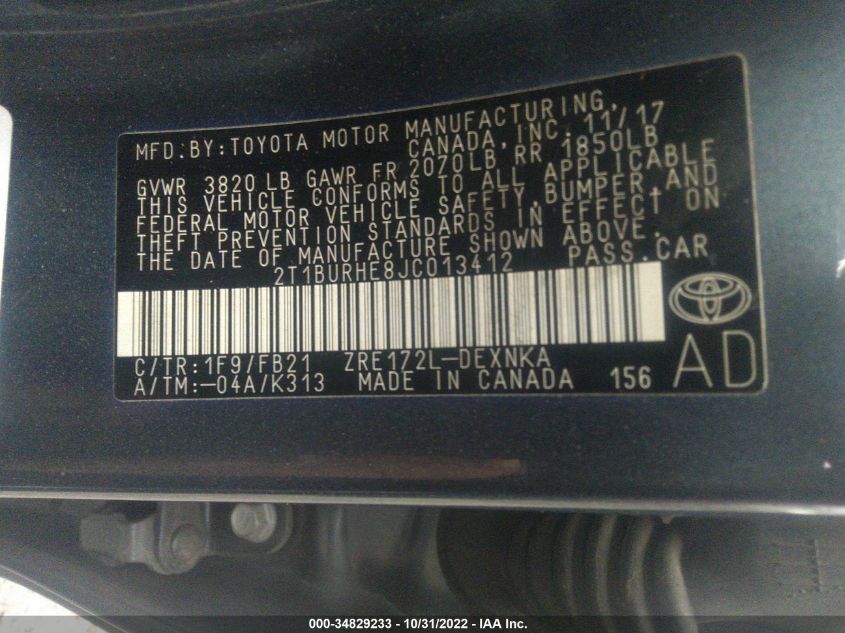 MFD.BY:TOYOTA MOTOR MANUFACTURING,
CANADA, INC. 11/17
GVWR 3820 LB GAWR FR 2070LB RR 1850LB
THIS VEHICLE CONFORMS TO ALL APPLICABLE
FEDERAL MOTOR VEHICLE SAFETY,BUMPER,AND
THEFT PREVENTION STANDARDS IN EFFECT ON
THE DATE OF MANUFACTURE SHOWN ABOVE.
2T1BURHE8JC013412 PASS.CAR
C/TR:1F9/FB21 ZRE172L-DEXNKA
A/TM:-04A/K313 MADE IN CANADA 156
AD
000-34829233 - 10/31/2022 - IAA Inc.